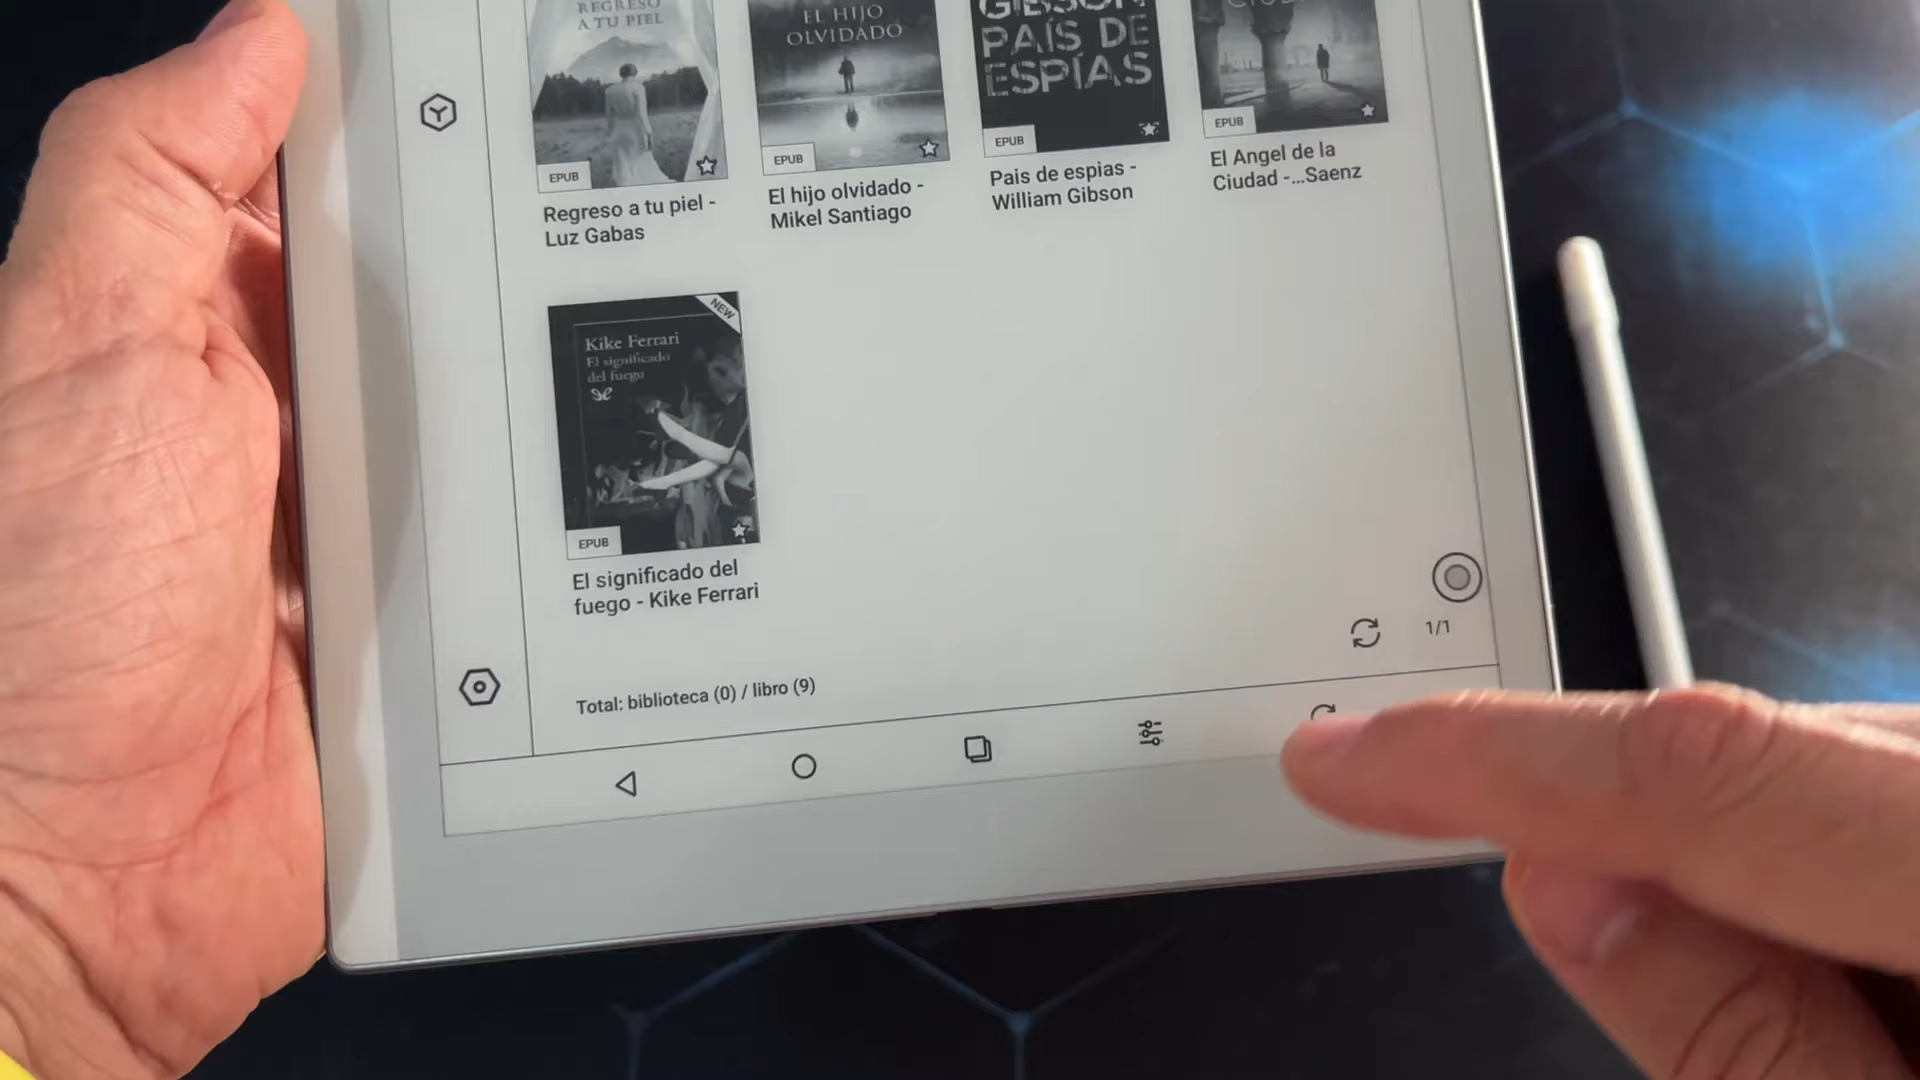 REGRESO
A TU PIEL
EL HIJO
OLVIDADO
GIBSON
PAÍS DE
ESPÍAS
EPUB
EPUB
EPUB
EPUB
Regreso a tu piel -
Luz Gabas
El hijo olvidado -
Mikel Santiago
Pais de espias -
William Gibson
El Angel de la
Ciudad -...Saenz
NEW
Kike Ferrari
El significado
del fuego
EPUB
El significado del
fuego - Kike Ferrari
1/1
Total: biblioteca (0) / libro (9)